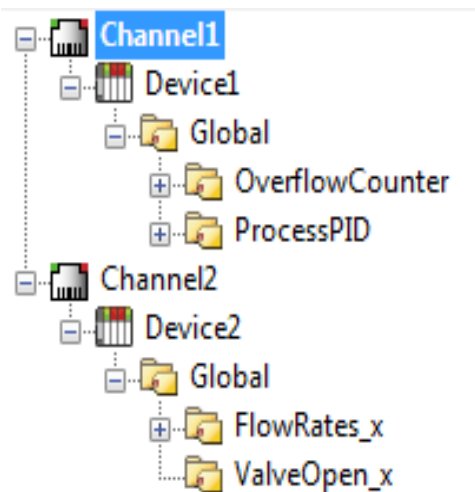 Channel1
Device1
Global
OverflowCounter
ProcessPID
Channel2
Device2
Global
FlowRates_x
ValveOpen_x